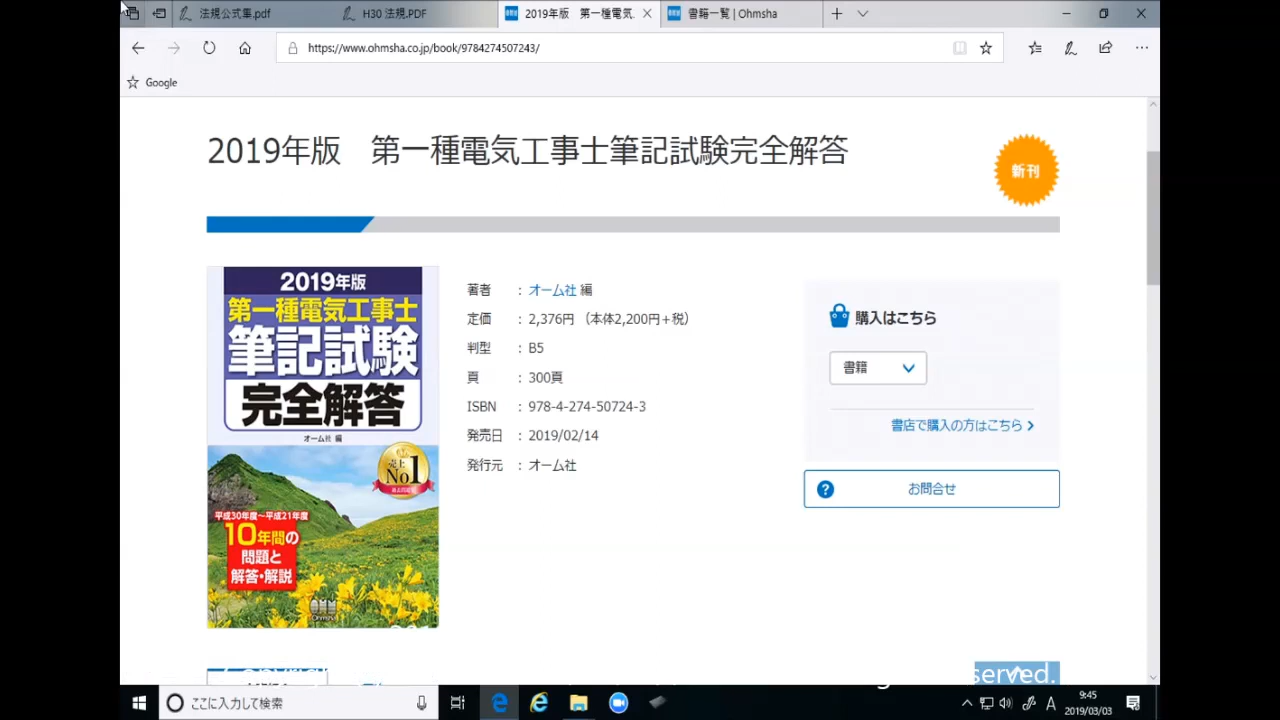 法規公式集.pdf
H30 法規.PDF
2019年版 第一種電気
書籍一覧 | Ohmsha
https://www.ohmsha.co.jp/book/9784274507243/
Google
2019年版 第一種電気工事士筆記試験完全解答
新刊
2019年版
第一種電気工事士
筆記試験
完全解答
オーム社 編
売上
No1
平成30年度~平成21年度
10年間の
問題と
解答・解説
OHM
Ohmsha
著者 : オーム社 編
定価 : 2,376円 (本体2,200円+税)
判型 : B5
頁 : 300頁
ISBN : 978-4-274-50724-3
発売日 : 2019/02/14
発行元 : オーム社
購入はこちら
書籍
書店で購入の方はこちら
? お問合せ
served.
ここに入力して検索
A
9:45
2019/03/03